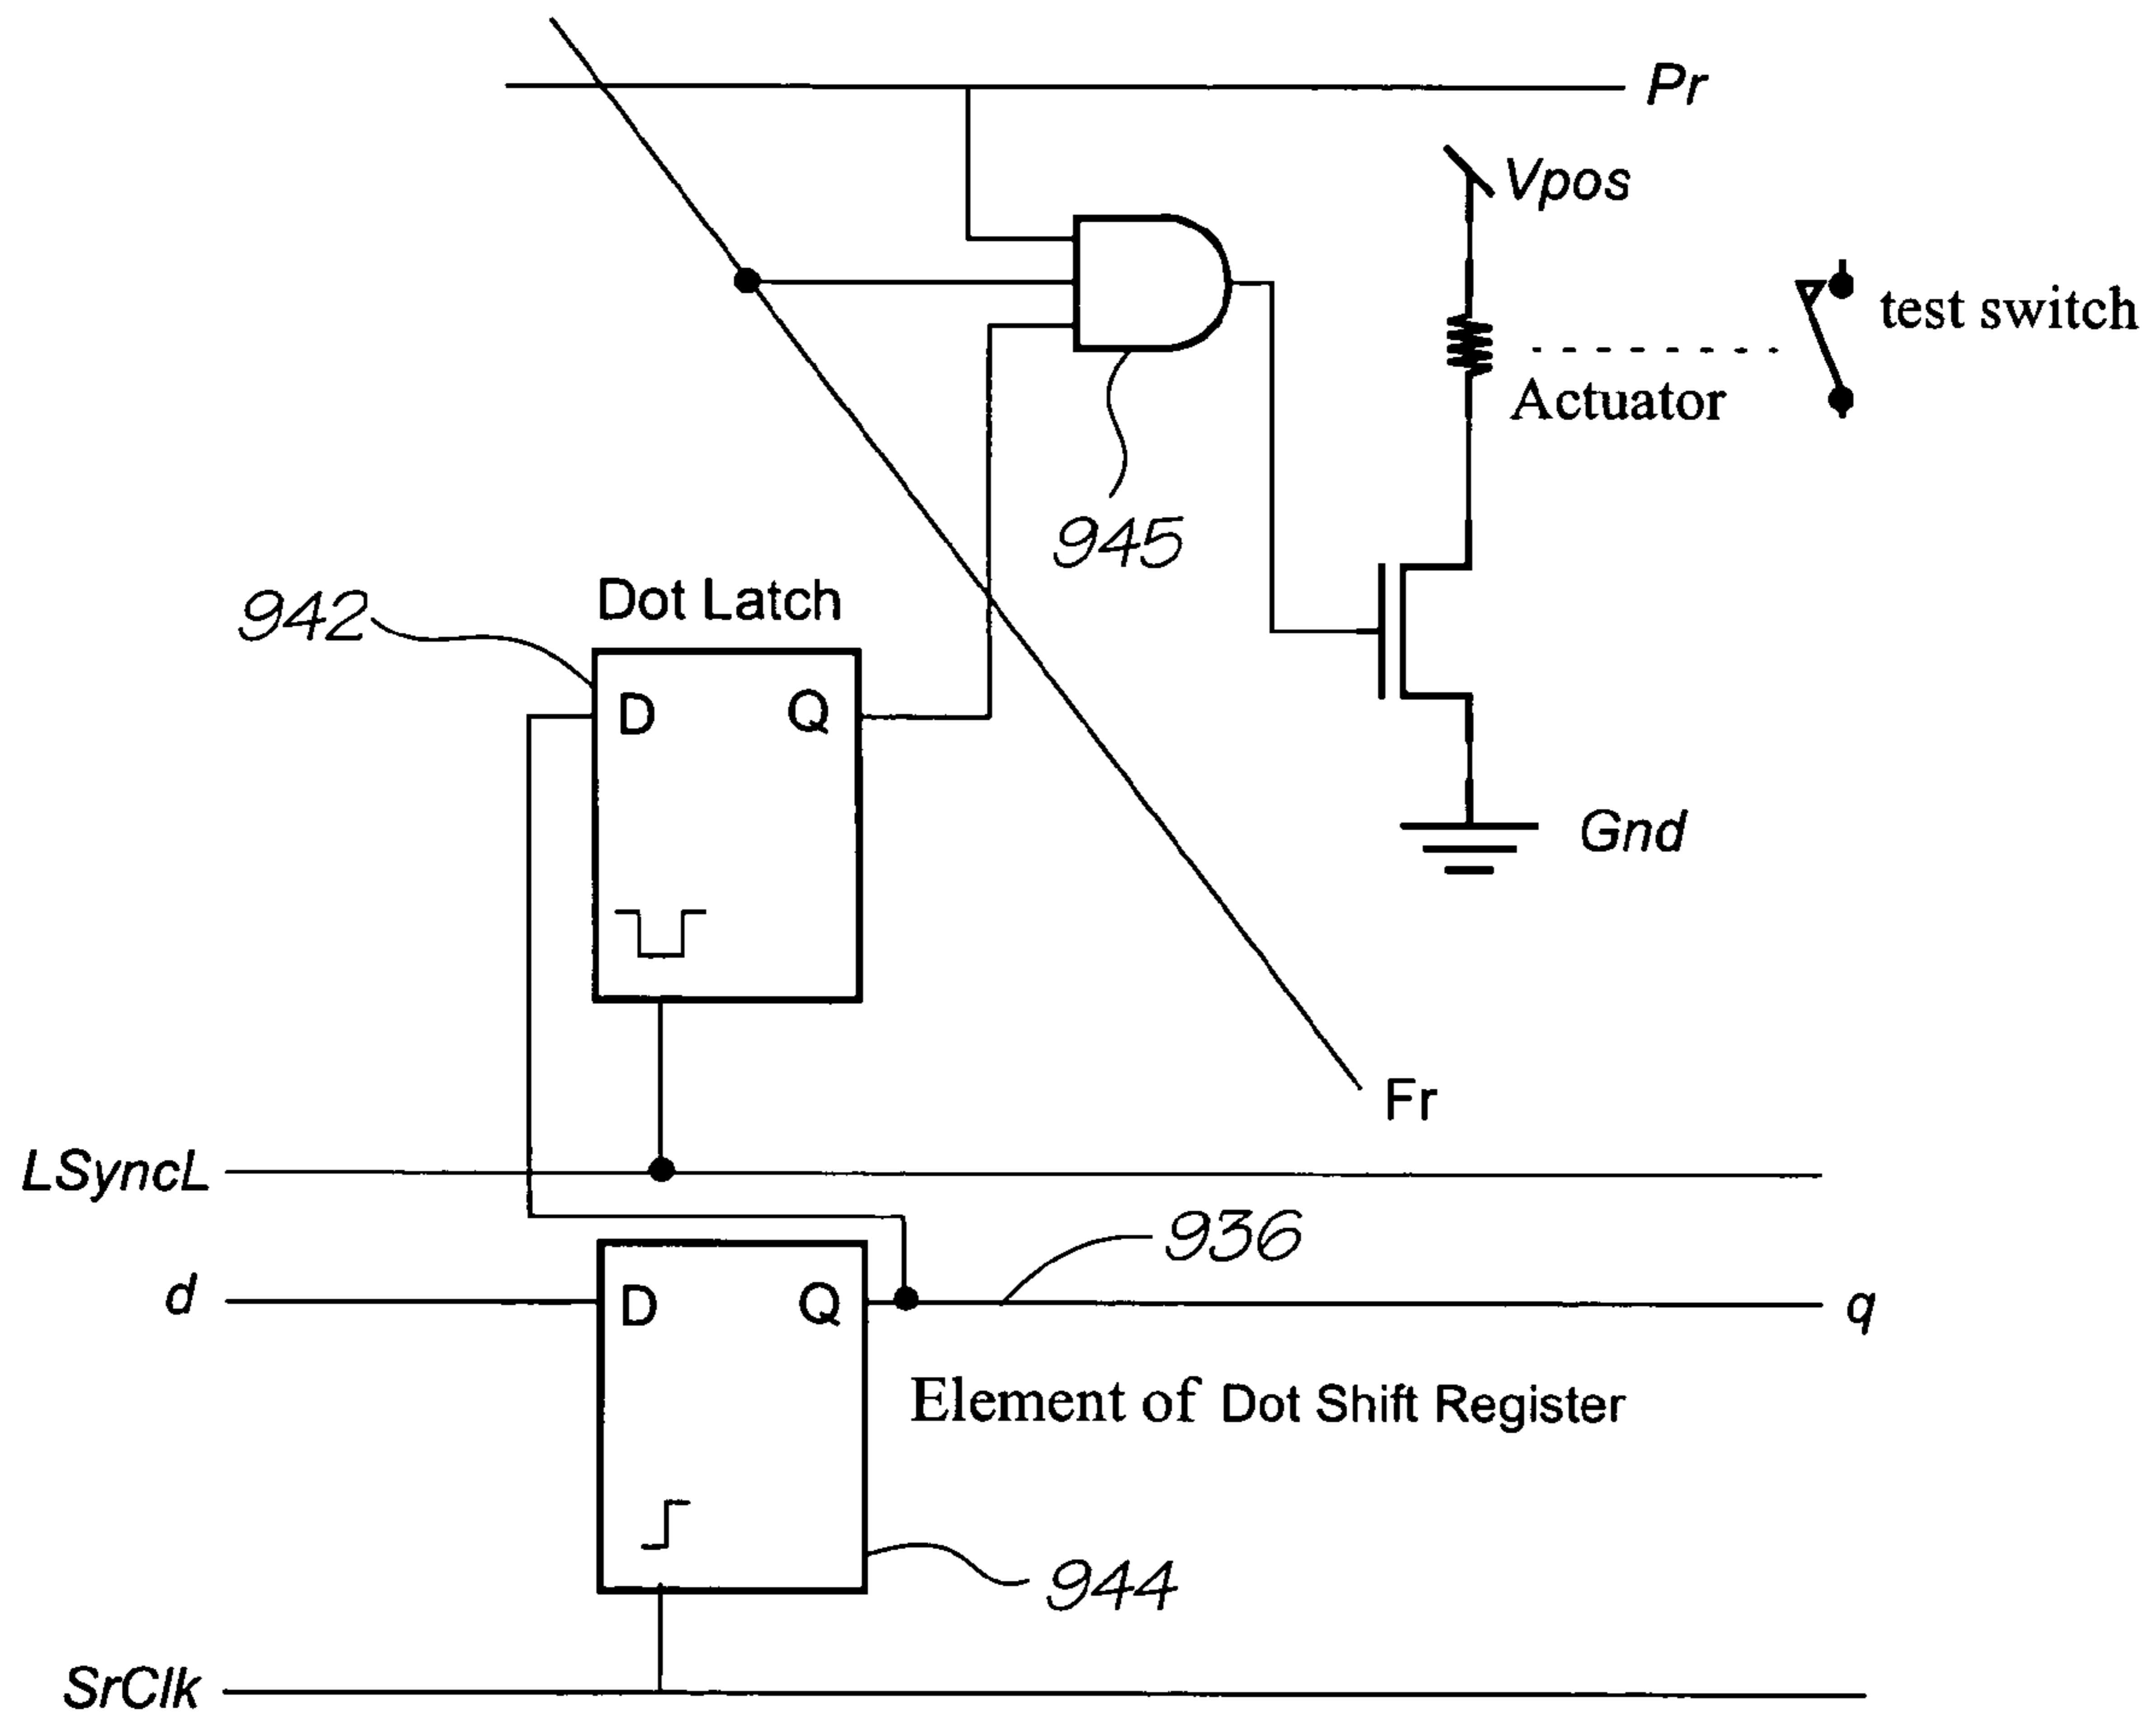 Pr
Vpos
test switch
Actuator
945
942
Dot Latch
D Q
Gnd
Fr
LSyncL
936
d
D Q
q
Element of Dot Shift Register
944
SrClk